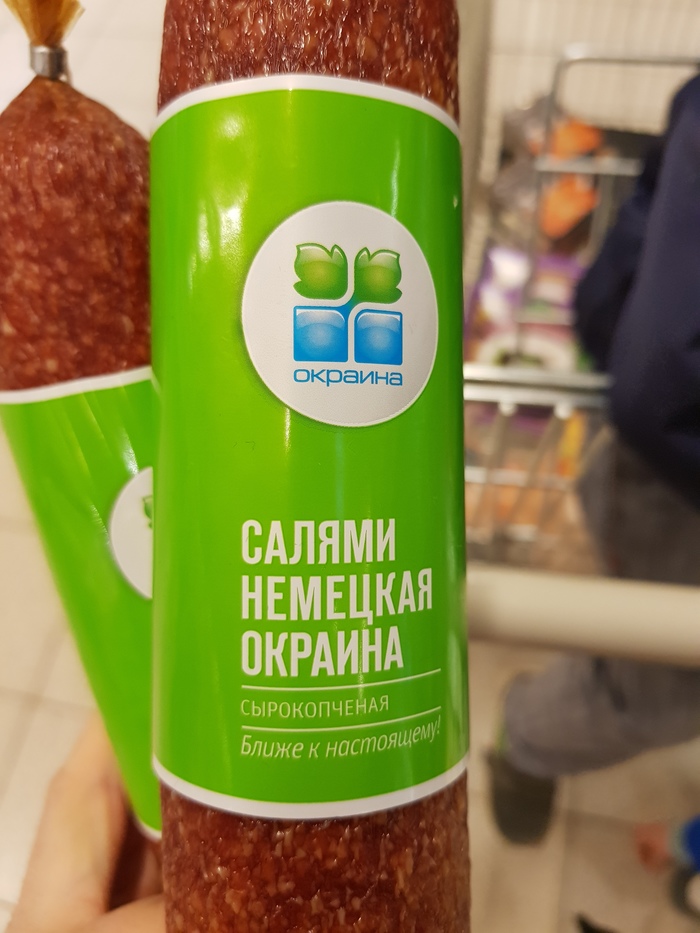 окраина
САЛЯМИ
НЕМЕЦКАЯ
ОКРАИНА
СЫРОКОПЧЕНАЯ
Ближе к настоящему!